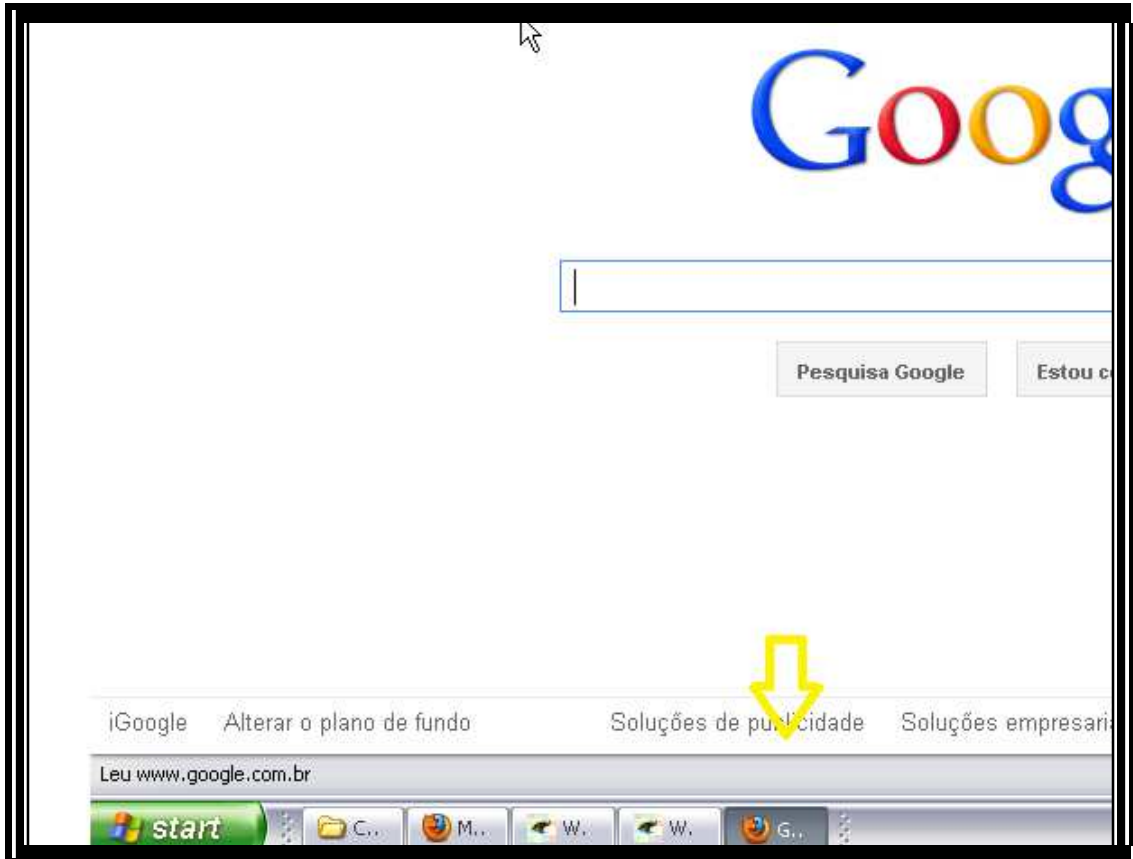 Goog
Pesquisa Google Estou c
iGoogle Alterar o plano de fundo Soluções de publicidade Soluções empresari
Leu www.google.com.br
start C.. M.. W. W. G..